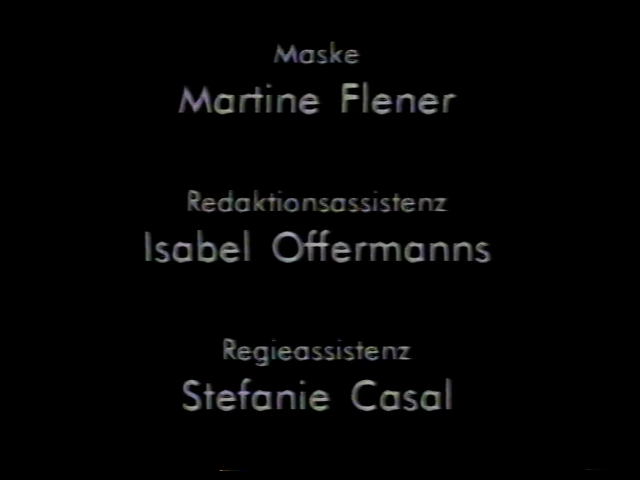 Maske
Martine Flener
Redaktionsassistenz
Isabel Offermanns
Regieassistenz
Stefanie Casal